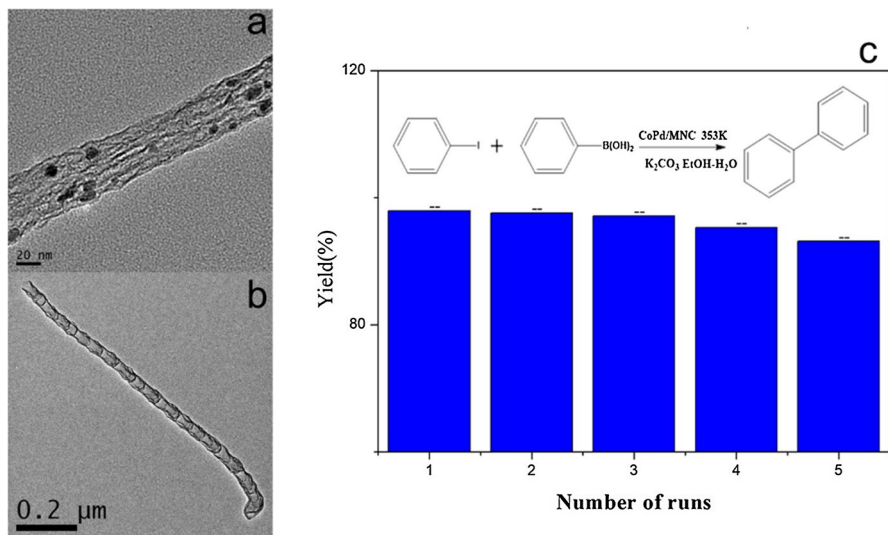 a
20 nm
b
0.2 µm
c
120
80
Yield(%)
I + B(OH)₂
CoPd/MNC 353K
K₂CO₃ EtOH-H₂O
1 2 3 4 5
Number of runs